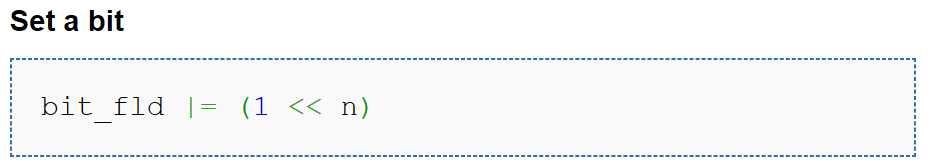 Set a bit
bit_fld |= (1 << n)